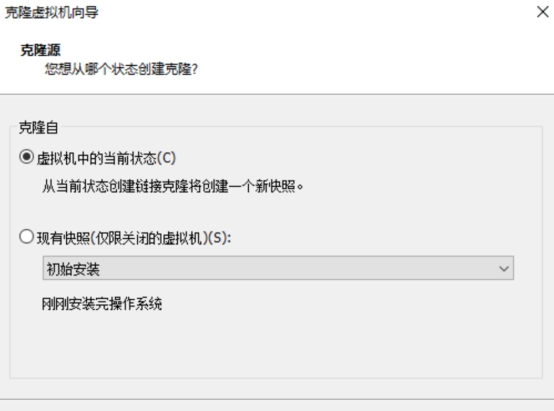 克隆虚拟机向导
克隆源
您想从哪个状态创建克隆?
克隆自
虚拟机中的当前状态(C)
从当前状态创建链接克隆将创建一个新快照。
现有快照(仅限关闭的虚拟机)(S):
初始安装
刚刚安装完操作系统